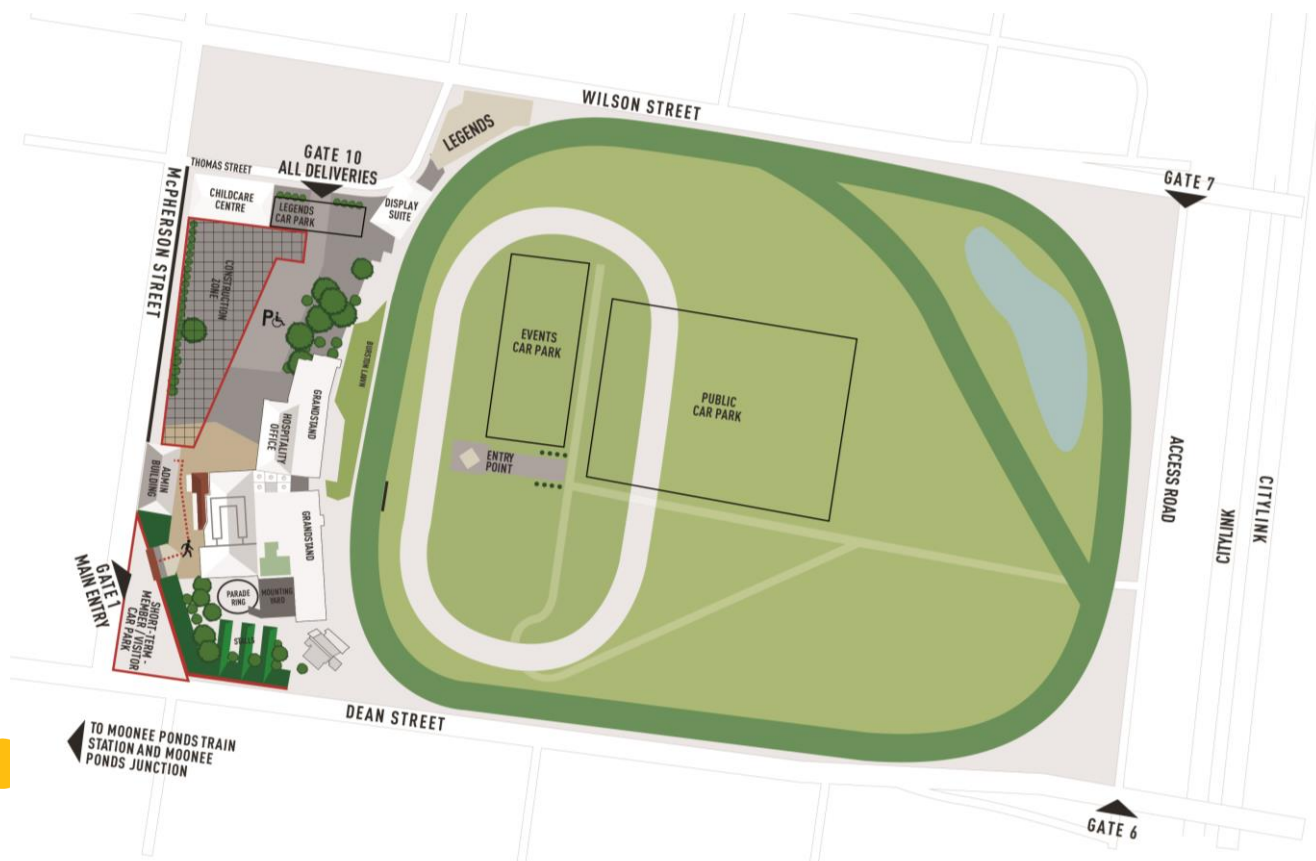 WILSON STREET
LEGENDS
GATE 10
ALL DELIVERIES
THOMAS STREET
GATE 7
McPHERSON STREET
CHILDCARE
CENTRE
LEGENDS
CAR PARK
DISPLAY
SUITE
CONSTRUCTION
ZONE
P
BURSTON LAWN
EVENTS
CAR PARK
PUBLIC
CAR PARK
GRANDSTAND
HOSPITALITY
OFFICE
ENTRY
POINT
ADMIN
BUILDING
ACCESS ROAD
CITYLINK
CITYLINK
GRANDSTAND
GATE 1
MAIN ENTRY
PARADE
RING
MOUNTING
YARD
SHORT-TERM -
MEMBER / VISITOR
CAR PARK
DEAN STREET
TO MOONEE PONDS TRAIN
STATION AND MOONEE
PONDS JUNCTION
GATE 6